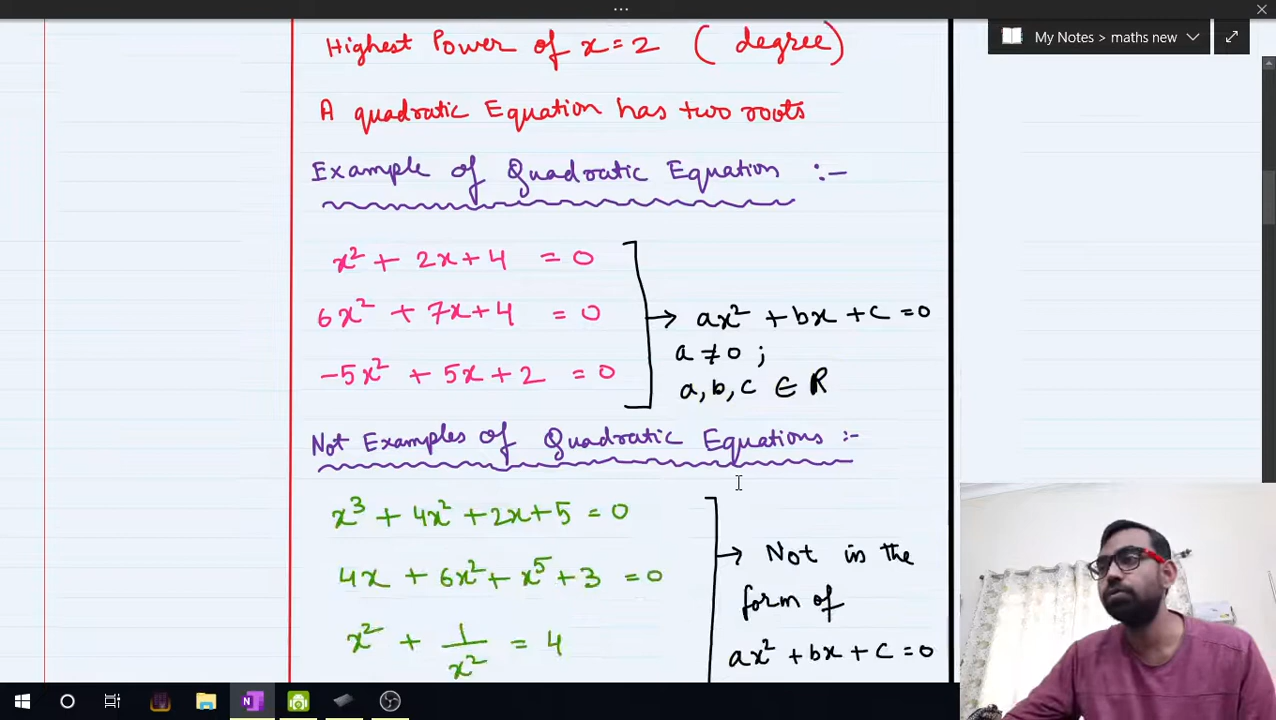 My Notes > maths new
Highest Power of x = 2 ( degree )
A quadratic Equation has two roots
Example of Quadratic Equation :-
x² + 2x + 4 = 0
6x² + 7x + 4 = 0
-5x² + 5x + 2 = 0
→ ax² + bx + c = 0
a ≠ 0 ;
a, b, c ∈ R
Not Examples of Quadratic Equations :-
x³ + 4x² + 2x + 5 = 0
4x + 6x² + x⁵ + 3 = 0
x² + 1/x² = 4
→ Not in the
form of
ax² + bx + c = 0